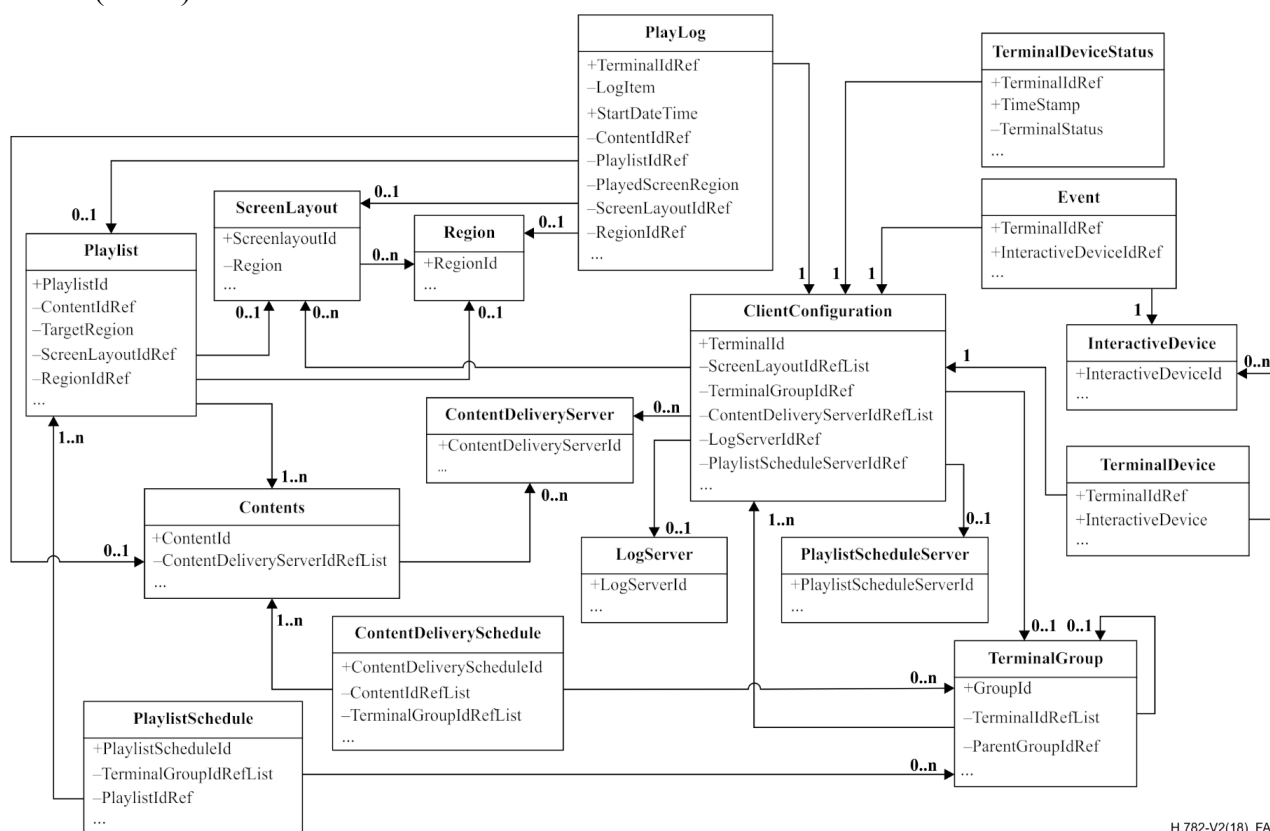 PlayLog
+TerminalIdRef
–LogItem
+StartDateTime
–ContentIdRef
–PlaylistIdRef
–PlayedScreenRegion
–ScreenLayoutIdRef
–RegionIdRef
...
TerminalDeviceStatus
+TerminalIdRef
+TimeStamp
–TerminalStatus
...
Event
+TerminalIdRef
+InteractiveDeviceIdRef
...
0..1
0..1
0..1
ScreenLayout
+ScreenlayoutId
–Region
...
0..n
Region
+RegionId
...
Playlist
+PlaylistId
–ContentIdRef
–TargetRegion
–ScreenLayoutIdRef
–RegionIdRef
...
0..1
0..n
0..1
1
1
1
ClientConfiguration
+TerminalId
–ScreenLayoutIdRefList
–TerminalGroupIdRef
–ContentDeliveryServerIdRefList
–LogServerIdRef
–PlaylistScheduleServerIdRef
...
1
InteractiveDevice
+InteractiveDeviceId
...
0..n
1
TerminalDevice
+TerminalIdRef
+InteractiveDevice
...
ContentDeliveryServer
+ContentDeliveryServerId
...
0..n
0..n
1..n
1..n
Contents
+ContentId
–ContentDeliveryServerIdRefList
...
0..1
0..1
LogServer
+LogServerId
...
1..n
0..1
PlaylistScheduleServer
+PlaylistScheduleServerId
...
1..n
ContentDeliverySchedule
+ContentDeliveryScheduleId
–ContentIdRefList
–TerminalGroupIdRefList
...
0..1
0..1
0..n
TerminalGroup
+GroupId
–TerminalIdRefList
–ParentGroupIdRef
...
PlaylistSchedule
+PlaylistScheduleId
–TerminalGroupIdRefList
–PlaylistIdRef
...
0..n